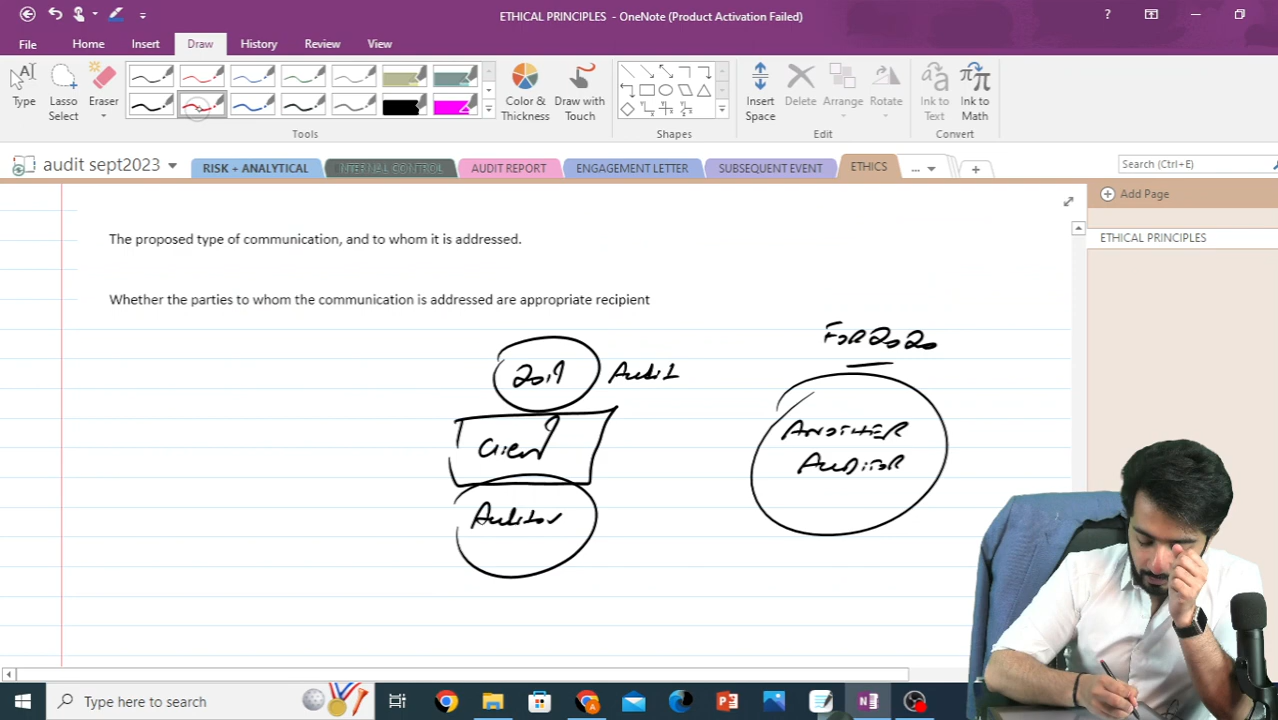 ETHICAL PRINCIPLES - OneNote (Product Activation Failed)
?
File Home Insert Draw History Review View
Type
Lasso Select
Eraser
Color & Thickness
Draw with Touch
Insert Space
Delete
Arrange
Rotate
Ink to Text
Ink to Math
Tools
Shapes
Edit
Convert
audit sept2023
RISK + ANALYTICAL
INTERNAL CONTROL
AUDIT REPORT
ENGAGEMENT LETTER
SUBSEQUENT EVENT
ETHICS
...
Search (Ctrl+E)
Add Page
ETHICAL PRINCIPLES
The proposed type of communication, and to whom it is addressed.
Whether the parties to whom the communication is addressed are appropriate recipient
FOR 2020
2019 Audit
Client
Auditor
ANOTHER
AUDITOR
Type here to search